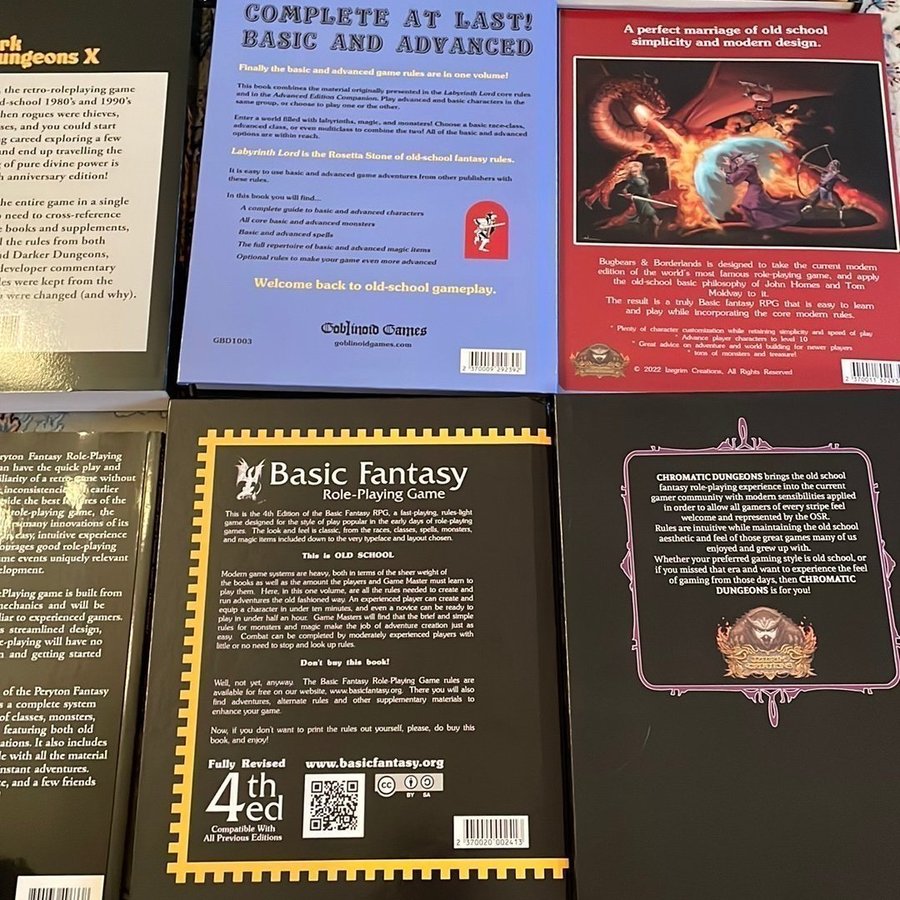 rk
ungeons X
the retro-roleplaying game
d-school 1980's and 1990's
hen rogues were thieves,
ses, and you could start
g career exploring a few
and end up travelling the
g of pure divine power is
h anniversary edition!
the entire game in a single
need to cross-reference
e books and supplements,
l the rules from both
nd Darker Dungeons,
developer commentary
ules were kept from the
were changed (and why).
COMPLETE AT LAST!
BASIC AND ADVANCED
Finally the basic and advanced game rules are in one volume!
This book combines the material originally presented in the Labyrinth Lord core rules
and in the Advanced Edition Companion. Play advanced and basic characters in the
same group, or choose to play one or the other.
Enter a world filled with labyrinths, magic, and monsters! Choose a basic race-class,
advanced class, or even multiclass to combine the two! All of the basic and advanced
options are within reach.
Labyrinth Lord is the Rosetta Stone of old-school fantasy rules.
It is easy to use basic and advanced game adventures from other publishers with
these rules.
In this book you will find...
A complete guide to basic and advanced characters
All core basic and advanced monsters
Basic and advanced spells
The full repertoire of basic and advanced magic items
Optional rules to make your game even more advanced
Welcome back to old-school gameplay.
Goblinoid Games
GBD1003
goblinoidgames.com
2 370009 292392
A perfect marriage of old school
simplicity and modern design.
Bugbears & Borderlands is designed to take the current modern
edition of the world's most famous role-playing game, and apply
the old-school basic philosophy of John Homes and Tom
Moldvay to it.
The result is a truly Basic fantasy RPG that is easy to learn
and play while incorporating the core modern rules.
* Plenty of character customization while retaining simplicity and speed of play
* Advance player characters to level 10
* Great advice on adventure and world building for newer players
* tons of monsters and treasure!
© 2022 Izegrim Creations, All Rights Reserved
2 370011
eryton Fantasy Role-Playing
an have the quick play and
iliarity of a retro-game without
inconsistencies of earlier
side the best features of the
role-playing game, the
many innovations of its
n easy, intuitive experience
ourages good role-playing
me events uniquely relevant
elopment.
Playing game is built from
mechanics and will be
liar to experienced gamers.
s streamlined design,
e-playing will have no
n and getting started
of the Peryton Fantasy
s a complete system
of classes, monsters,
featuring both old
ations. It also includes
le with all the material
nstant adventures.
e, and a few friends
Basic Fantasy
Role-Playing Game
This is the 4th Edition of the Basic Fantasy RPG, a fast-playing, rules-light
game designed for the style of play popular in the early days of role-playing
games. The look and feel is classic, from the races, classes, spells, monsters,
and magic items included down to the very typeface and layout chosen.
This is OLD SCHOOL
Modern game systems are heavy, both in terms of the sheer weight of
the books as well as the amount the players and Game Master must learn to
play them. Here, in this one volume, are all the rules needed to create and
run adventures the old fashioned way. An experienced player can create and
equip a character in under ten minutes, and even a novice can be ready to
play in under half an hour. Game Masters will find that the brief and simple
rules for monsters and magic make the job of adventure creation just as
easy. Combat can be completed by moderately experienced players with
little or no need to stop and look up rules.
Don't buy this book!
Well, not yet, anyway. The Basic Fantasy Role-Playing Game rules are
available for free on our website, www.basicfantasy.org. There you will also
find adventures, alternate rules and other supplementary materials to
enhance your game.
Now, if you don't want to print the rules out yourself, please, do buy this
book, and enjoy!
Fully Revised
4th
ed
Compatible With
All Previous Editions
www.basicfantasy.org
cc
BY SA
2 370020 002413
CHROMATIC DUNGEONS brings the old school
fantasy role-playing experience into the current
gamer community with modern sensibilities applied
in order to allow all gamers of every stripe feel
welcome and represented by the OSR.
Rules are intuitive while maintaining the old school
aesthetic and feel of those great games many of us
enjoyed and grew up with.
Whether your preferred gaming style is old school, or
if you missed that era and want to experience the feel
of gaming from those days, then CHROMATIC
DUNGEONS is for you!